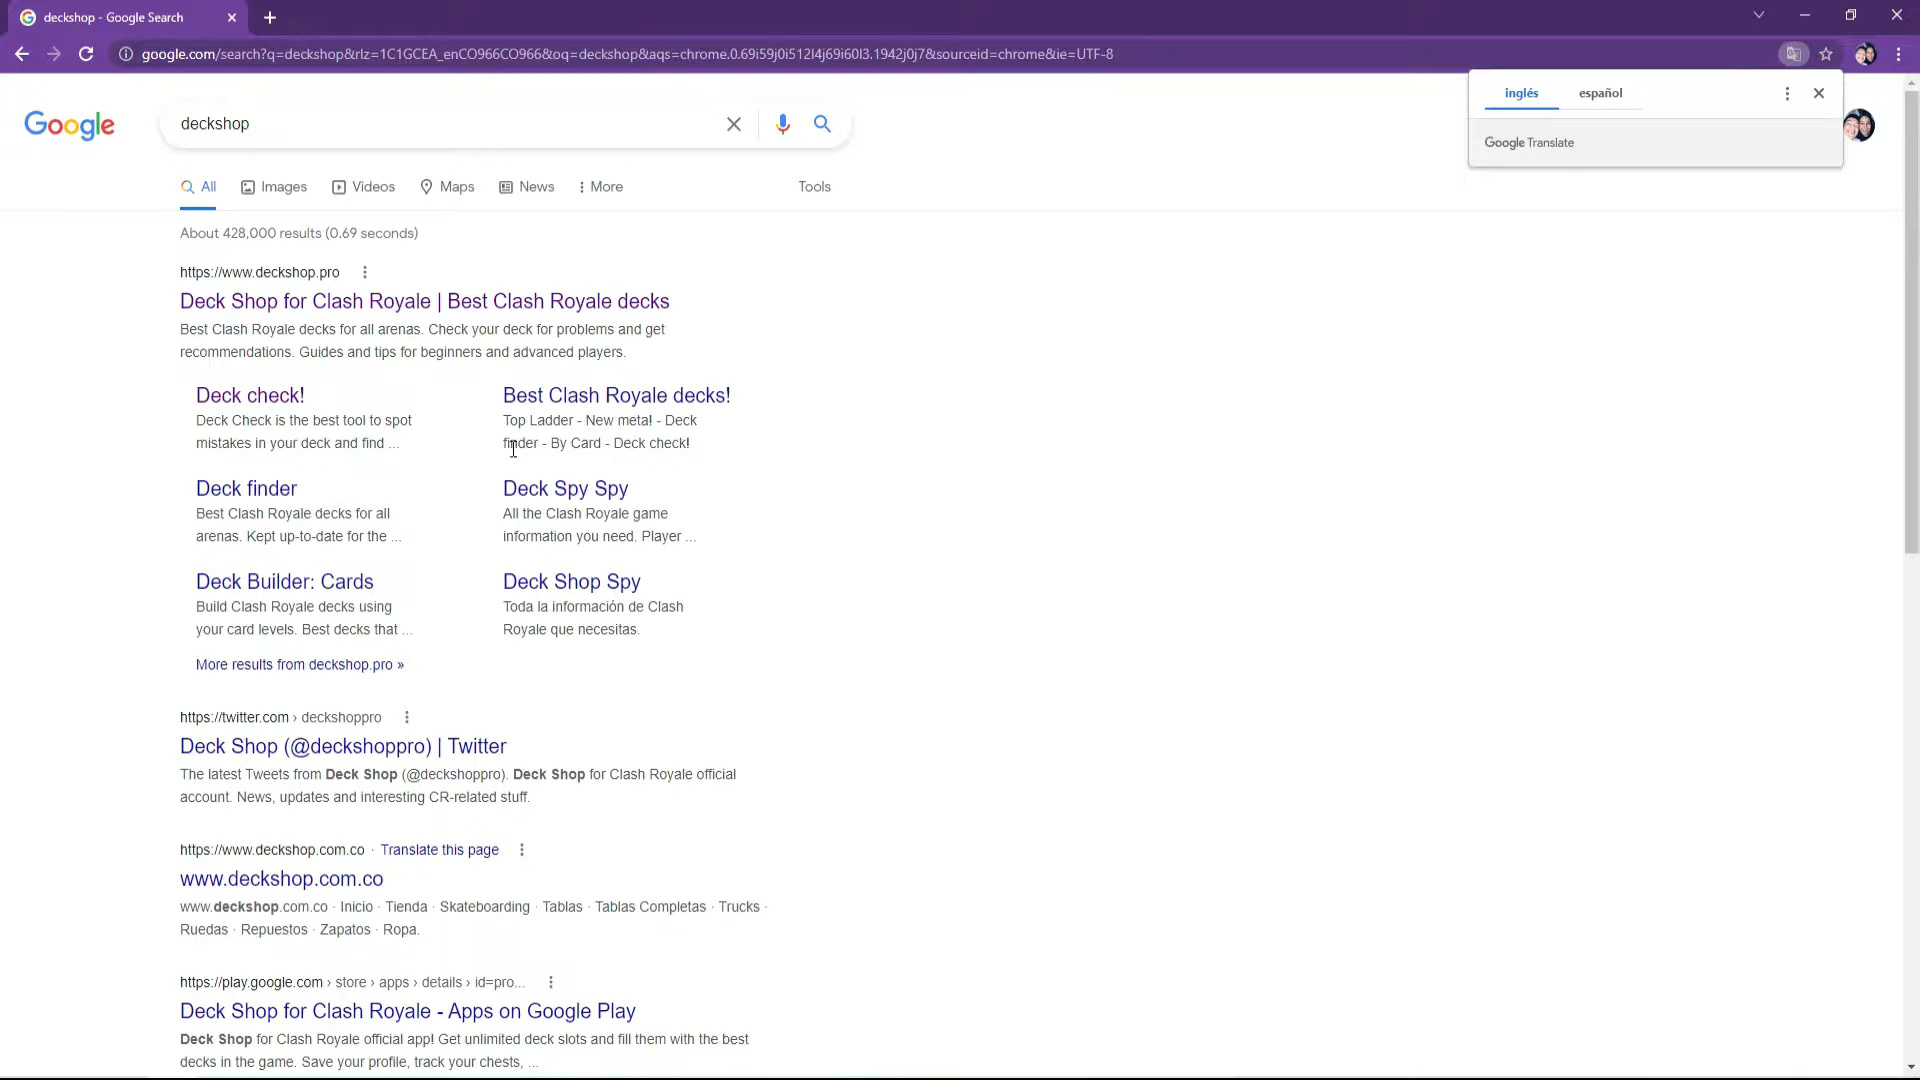 deckshop - Google Search
google.com/search?q=deckshop&rlz=1C1GCEA_enCO966CO966&oq=deckshop&aqs=chrome.0.69i59j0i512l4j69i60l3.1942j0j7&sourceid=chrome&ie=UTF-8
inglés español
Google Translate
Google
deckshop
All Images Videos Maps News More Tools
About 428,000 results (0.69 seconds)
https://www.deckshop.pro
Deck Shop for Clash Royale | Best Clash Royale decks
Best Clash Royale decks for all arenas. Check your deck for problems and get
recommendations. Guides and tips for beginners and advanced players.
Deck check!
Deck Check is the best tool to spot
mistakes in your deck and find ...
Best Clash Royale decks!
Top Ladder - New meta! - Deck
finder - By Card - Deck check!
Deck finder
Best Clash Royale decks for all
arenas. Kept up-to-date for the ...
Deck Spy Spy
All the Clash Royale game
information you need. Player ...
Deck Builder: Cards
Build Clash Royale decks using
your card levels. Best decks that ...
Deck Shop Spy
Toda la información de Clash
Royale que necesitas.
More results from deckshop.pro »
https://twitter.com › deckshoppro
Deck Shop (@deckshoppro) | Twitter
The latest Tweets from Deck Shop (@deckshoppro). Deck Shop for Clash Royale official
account. News, updates and interesting CR-related stuff.
https://www.deckshop.com.co · Translate this page
www.deckshop.com.co
www.deckshop.com.co · Inicio · Tienda · Skateboarding · Tablas · Tablas Completas · Trucks ·
Ruedas · Repuestos · Zapatos · Ropa.
https://play.google.com › store › apps › details › id=pro...
Deck Shop for Clash Royale - Apps on Google Play
Deck Shop for Clash Royale official app! Get unlimited deck slots and fill them with the best
decks in the game. Save your profile, track your chests, ...